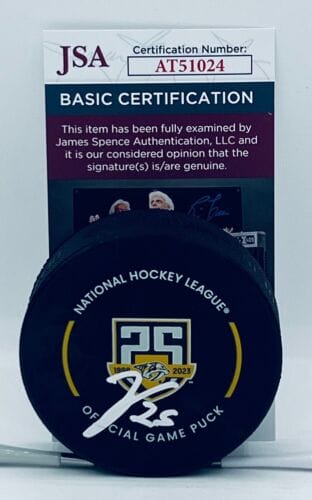 JSA
Certification Number:
AT51024
BASIC CERTIFICATION
This item has been fully examined by
James Spence Authentication, LLC and
it is our considered opinion that the
signature(s) is/are genuine.
NATIONAL HOCKEY LEAGUE®
25
1998 2023
25
OFFICIAL GAME PUCK